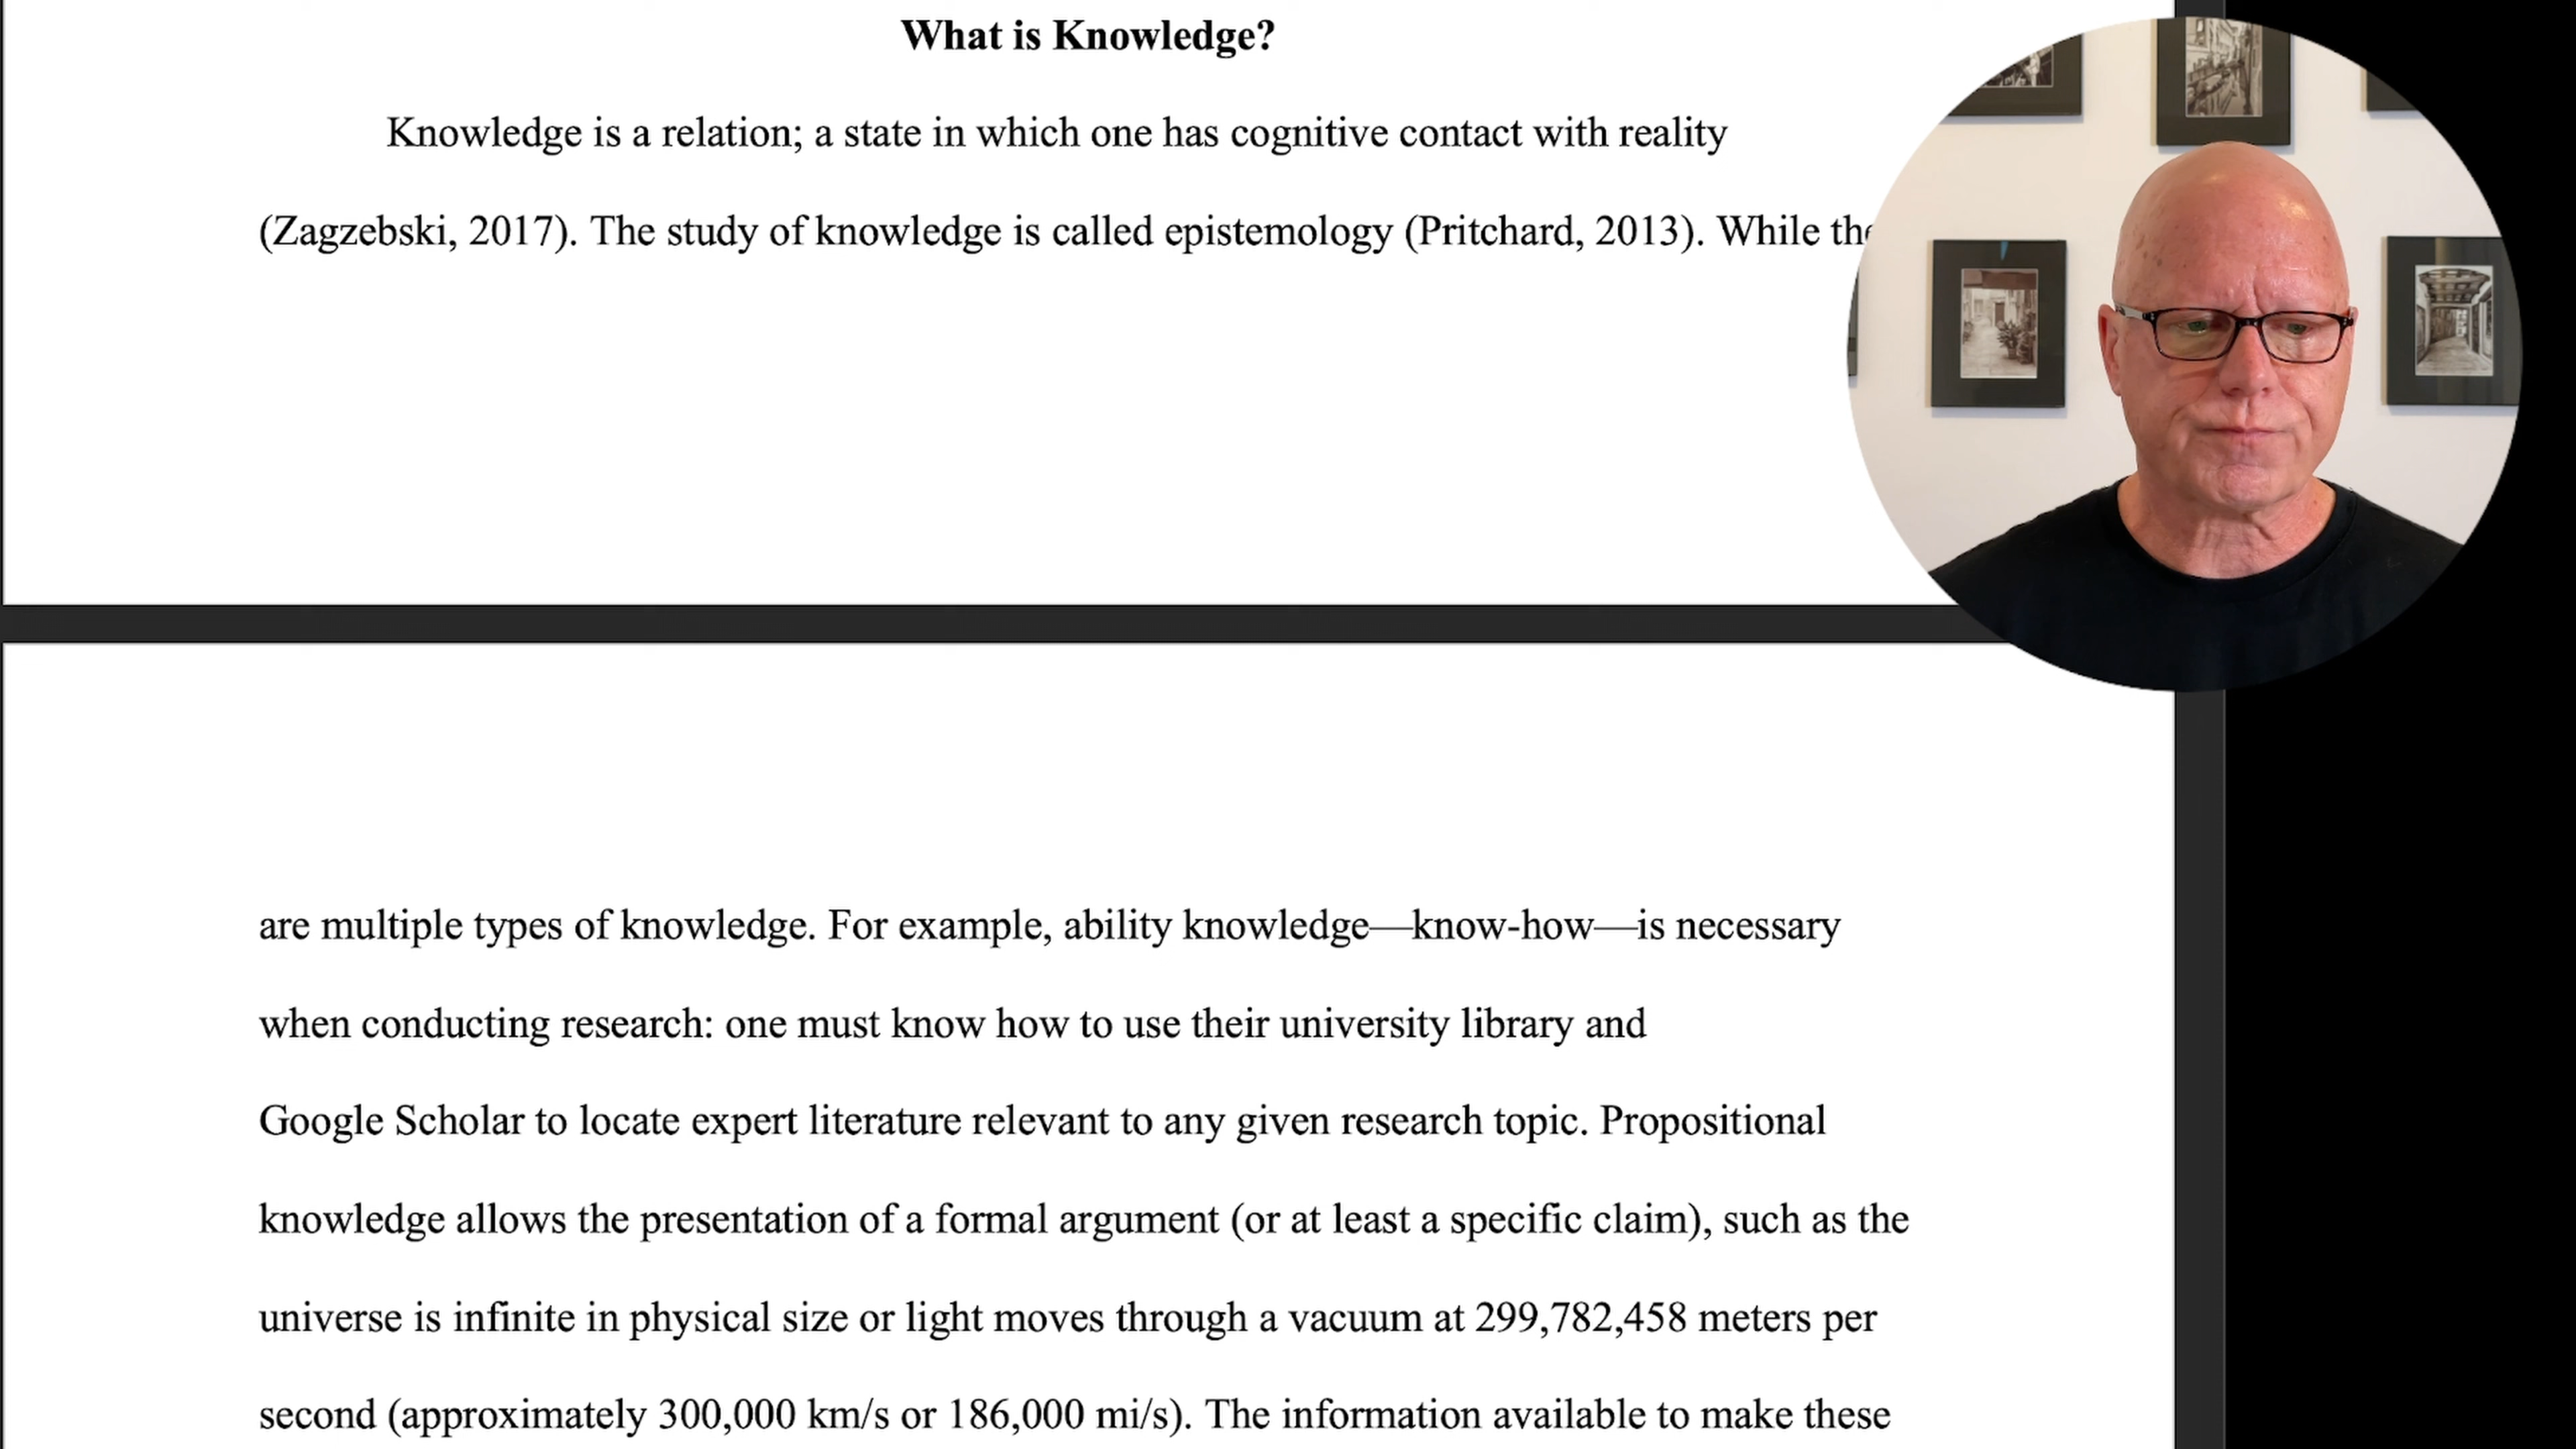 What is Knowledge?
Knowledge is a relation; a state in which one has cognitive contact with reality
(Zagzebski, 2017). The study of knowledge is called epistemology (Pritchard, 2013). While
are multiple types of knowledge. For example, ability knowledge—know-how—is necessary
when conducting research: one must know how to use their university library and
Google Scholar to locate expert literature relevant to any given research topic. Propositional
knowledge allows the presentation of a formal argument (or at least a specific claim), such as the
universe is infinite in physical size or light moves through a vacuum at 299,782,458 meters per
second (approximately 300,000 km/s or 186,000 mi/s). The information available to make these